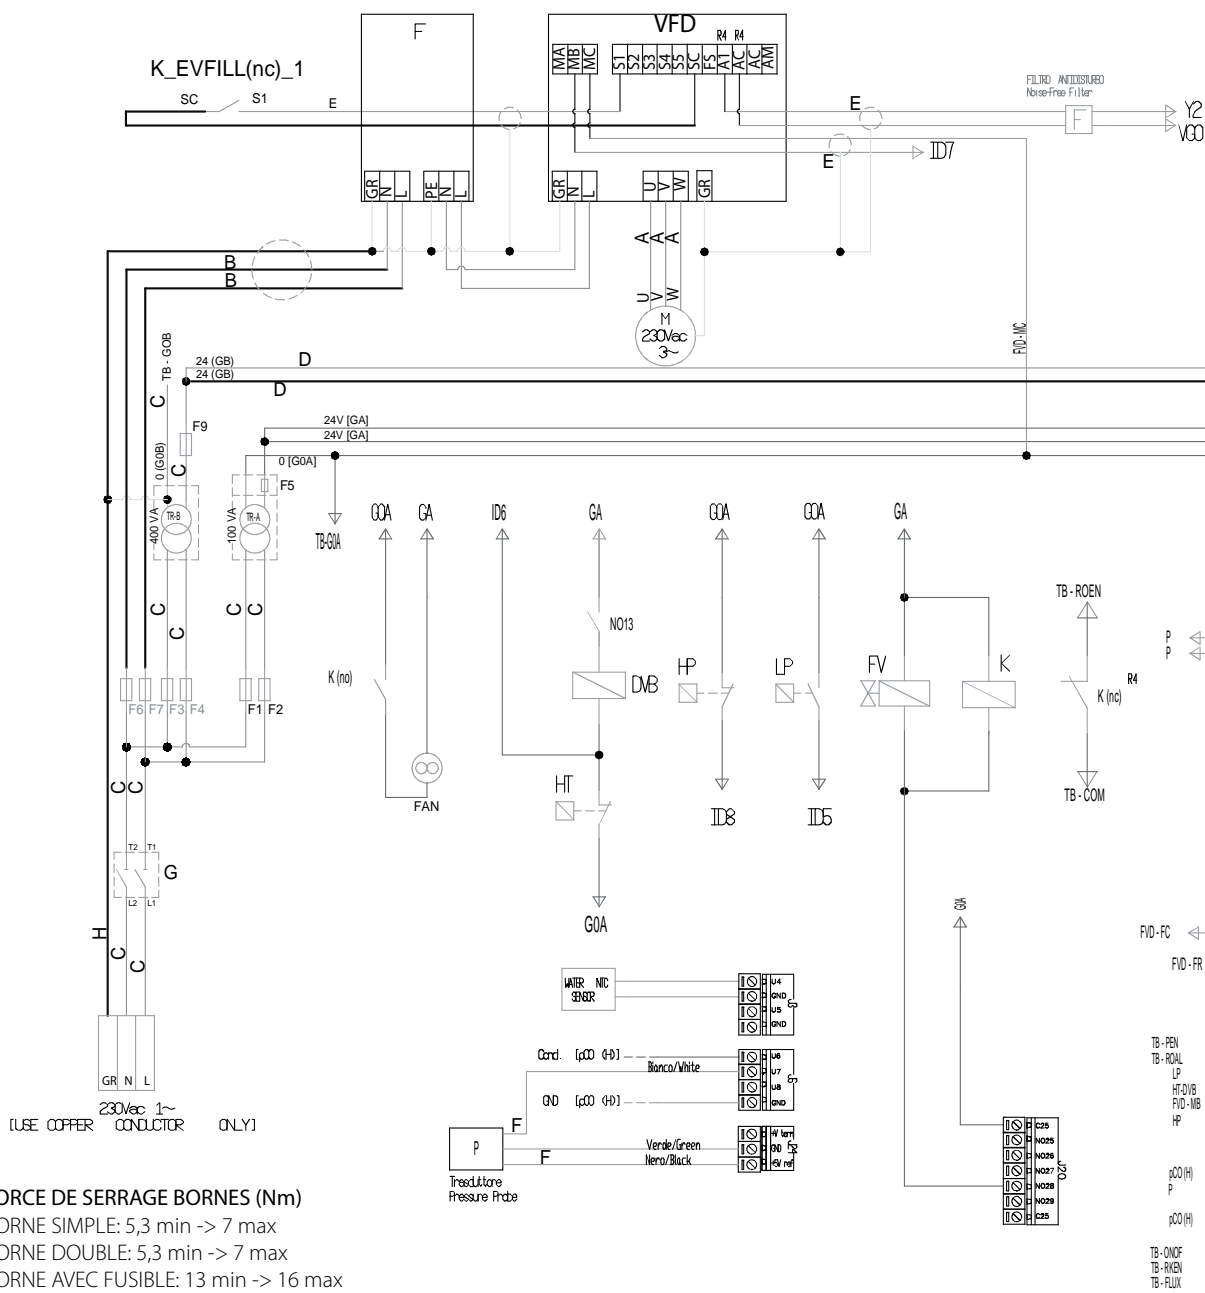 F
VFD
K_EVFILL(nc)_1
SC
S1
E
MA
MB
MC
S1
S2
S3
S4
S5
SC
FS
A1
AC
AC
AM
R4 R4
E
E
FILTRO ANTIDISTURBO
Noise-Free Filter
F
Y2
VG0
ID7
GR
N
L
PE
N
L
GR
N
L
U
V
W
GR
A
A
A
U
V
W
M
230Vac
3~
B
B
FVD-MC
TB - GOB
24 (GB)
24 (GB)
D
D
C
F9
0 (G0B)
C
24V [GA]
24V [GA]
0 [G0A]
F5
TR-B
400 VA
TR-A
100 VA
TB-G0A
G0A
GA
ID6
GA
G0A
G0A
GA
C
C
C
C
K (no)
FAN
NO13
DVB
HT
G0A
HP
ID8
LP
ID5
FV
K
TB - ROEN
K (nc)
R4
TB - COM
P
P
F6
F7
F3
F4
F1
F2
C
C
T2
T1
G
L2
L1
H
C
C
GR N L
230Vac 1~
[USE COPPER CONDUCTOR ONLY]
WATER NTC
SENSOR
U4
GND
U5
GND
Cond. [pCO (H)]
Bianco/White
GND [pCO (H)]
U6
U7
U8
GND
F
F
P
Trasduttore
Pressure Probe
Verde/Green
Nero/Black
+V term
GND
+5V ref
G0A
C25
NO25
NO26
NO27
NO28
NO29
C25
J20
FVD - FC
FVD - FR
TB - PEN
TB - ROAL
LP
HT-DVB
FVD - MB
HP
pCO (H)
P
pCO (H)
TB - ONOF
TB - RKEN
TB - FLUX
ORCE DE SERRAGE BORNES (Nm)
ORNE SIMPLE: 5,3 min -> 7 max
ORNE DOUBLE: 5,3 min -> 7 max
ORNE AVEC FUSIBLE: 13 min -> 16 max